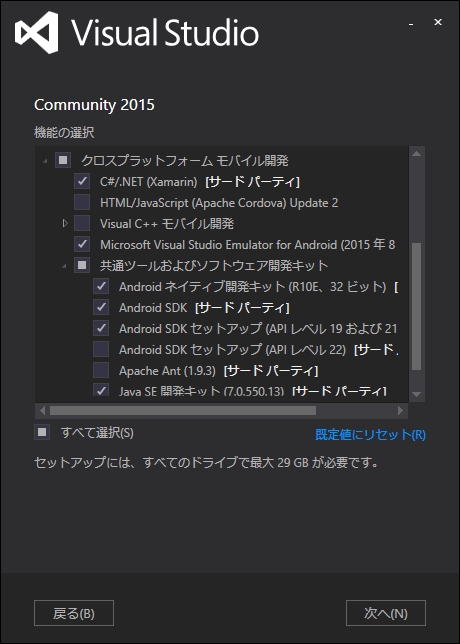 Visual Studio
Community 2015
機能の選択
クロスプラットフォーム モバイル開発
C#/.NET (Xamarin) [サード パーティ]
HTML/JavaScript (Apache Cordova) Update 2
Visual C++ モバイル開発
Microsoft Visual Studio Emulator for Android (2015 年 8
共通ツールおよびソフトウェア開発キット
Android ネイティブ開発キット (R10E、32 ビット) [
Android SDK [サード パーティ]
Android SDK セットアップ (API レベル 19 および 21
Android SDK セットアップ (API レベル 22) [サード
Apache Ant (1.9.3) [サード パーティ]
Java SE 開発キット (7.0.550.13) [サード パーティ]
すべて選択(S)
既定値にリセット(R)
セットアップには、すべてのドライブで最大 29 GB が必要です。
戻る(B)
次へ(N)